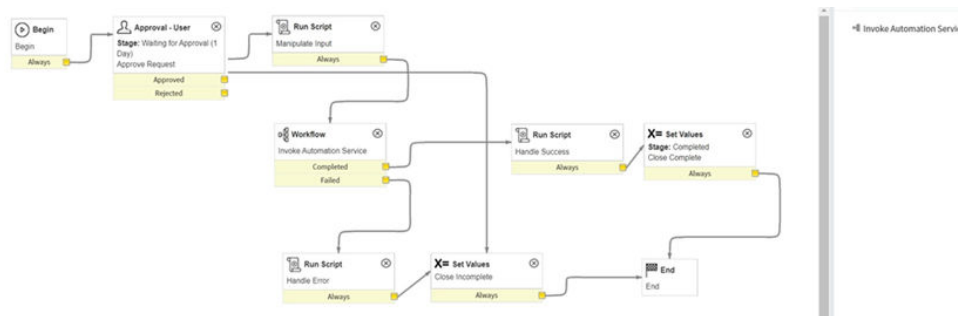 Begin
Begin
Always
Approval - User
Stage: Waiting for Approval (1
Day)
Approve Request
Approved
Rejected
Run Script
Manipulate Input
Always
Invoke Automation
Workflow
Invoke Automation Service
Completed
Failed
Run Script
Handle Success
Always
X= Set Values
Stage: Completed
Close Complete
Always
Run Script
Handle Error
Always
X= Set Values
Close Incomplete
Always
End
End